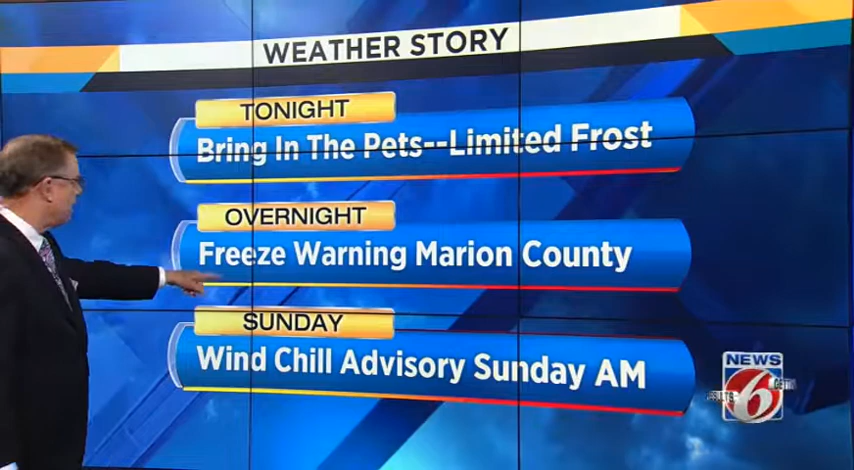 WEATHER STORY
TONIGHT
Bring In The Pets--Limited Frost
OVERNIGHT
Freeze Warning Marion County
SUNDAY
Wind Chill Advisory Sunday AM
NEWS
6
RESULTS